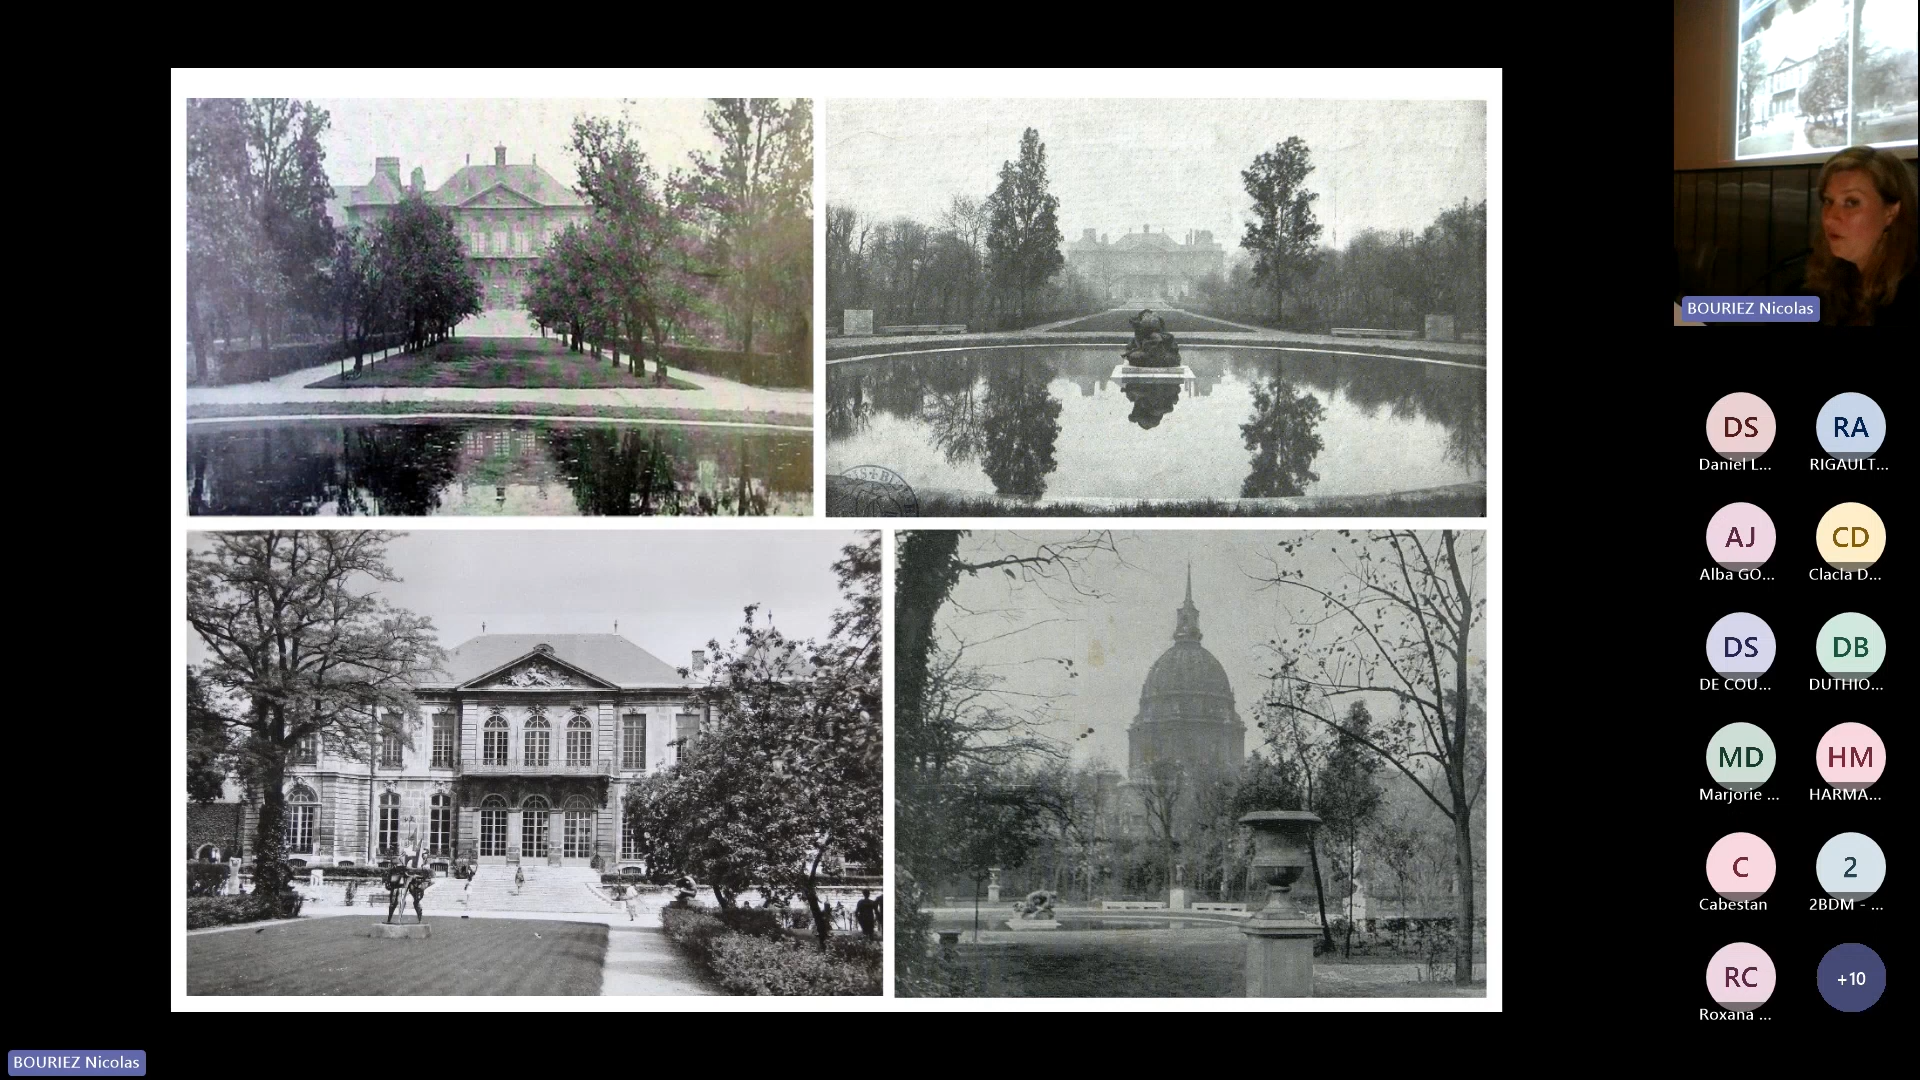 BOURIEZ Nicolas
DS
RA
Daniel L...
RIGAULT...
AJ
CD
Alba GO...
Clacla D...
DS
DB
DE COU...
DUTHIO...
MD
HM
Marjorie ...
HARMA...
C
2
Cabestan
2BDM - ...
RC
+10
Roxana ...
BOURIEZ Nicolas